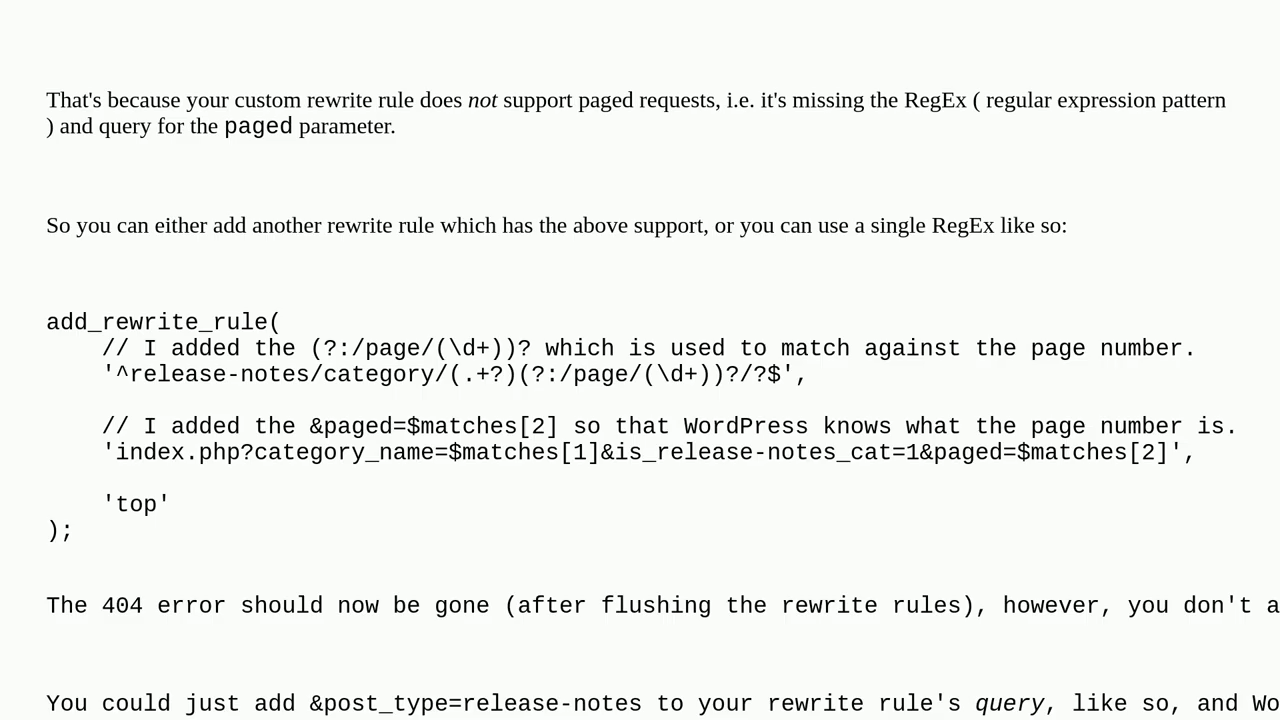 That's because your custom rewrite rule does not support paged requests, i.e. it's missing the RegEx ( regular expression pattern
) and query for the paged parameter.
So you can either add another rewrite rule which has the above support, or you can use a single RegEx like so:
add_rewrite_rule(
    // I added the (?:/page/(\d+))? which is used to match against the page number.
    '^release-notes/category/(.+?)(?:/page/(\d+))?/?$',
    // I added the &paged=$matches[2] so that WordPress knows what the page number is.
    'index.php?category_name=$matches[1]&is_release-notes_cat=1&paged=$matches[2]',
    'top'
);
The 404 error should now be gone (after flushing the rewrite rules), however, you don't a
You could just add &post_type=release-notes to your rewrite rule's query, like so, and Wo